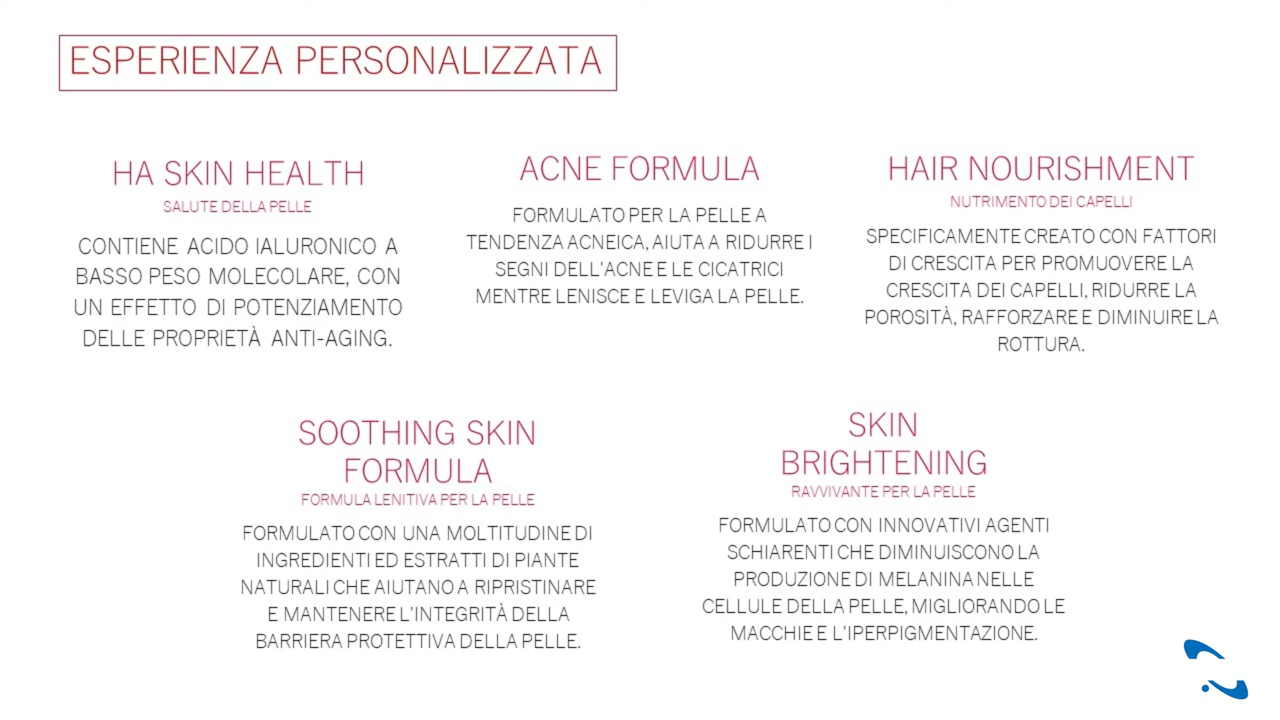 ESPERIENZA PERSONALIZZATA
HA SKIN HEALTH
SALUTE DELLA PELLE
CONTIENE ACIDO IALURONICO A
BASSO PESO MOLECOLARE, CON
UN EFFETTO DI POTENZIAMENTO
DELLE PROPRIETÀ ANTI-AGING.
ACNE FORMULA
FORMULATO PER LA PELLE A
TENDENZA ACNEICA, AIUTA A RIDURRE I
SEGNI DELL'ACNE E LE CICATRICI
MENTRE LENISCE E LEVIGA LA PELLE.
HAIR NOURISHMENT
NUTRIMENTO DEI CAPELLI
SPECIFICAMENTE CREATO CON FATTORI
DI CRESCITA PER PROMUOVERE LA
CRESCITA DEI CAPELLI, RIDURRE LA
POROSITÀ, RAFFORZARE E DIMINUIRE LA
ROTTURA.
SOOTHING SKIN
FORMULA
FORMULA LENITIVA PER LA PELLE
FORMULATO CON UNA MOLTITUDINE DI
INGREDIENTI ED ESTRATTI DI PIANTE
NATURALI CHE AIUTANO A RIPRISTINARE
E MANTENERE L'INTEGRITÀ DELLA
BARRIERA PROTETTIVA DELLA PELLE.
SKIN
BRIGHTENING
RAVVIVANTE PER LA PELLE
FORMULATO CON INNOVATIVI AGENTI
SCHIARENTI CHE DIMINUISCONO LA
PRODUZIONE DI MELANINA NELLE
CELLULE DELLA PELLE, MIGLIORANDO LE
MACCHIE E L'IPERPIGMENTAZIONE.